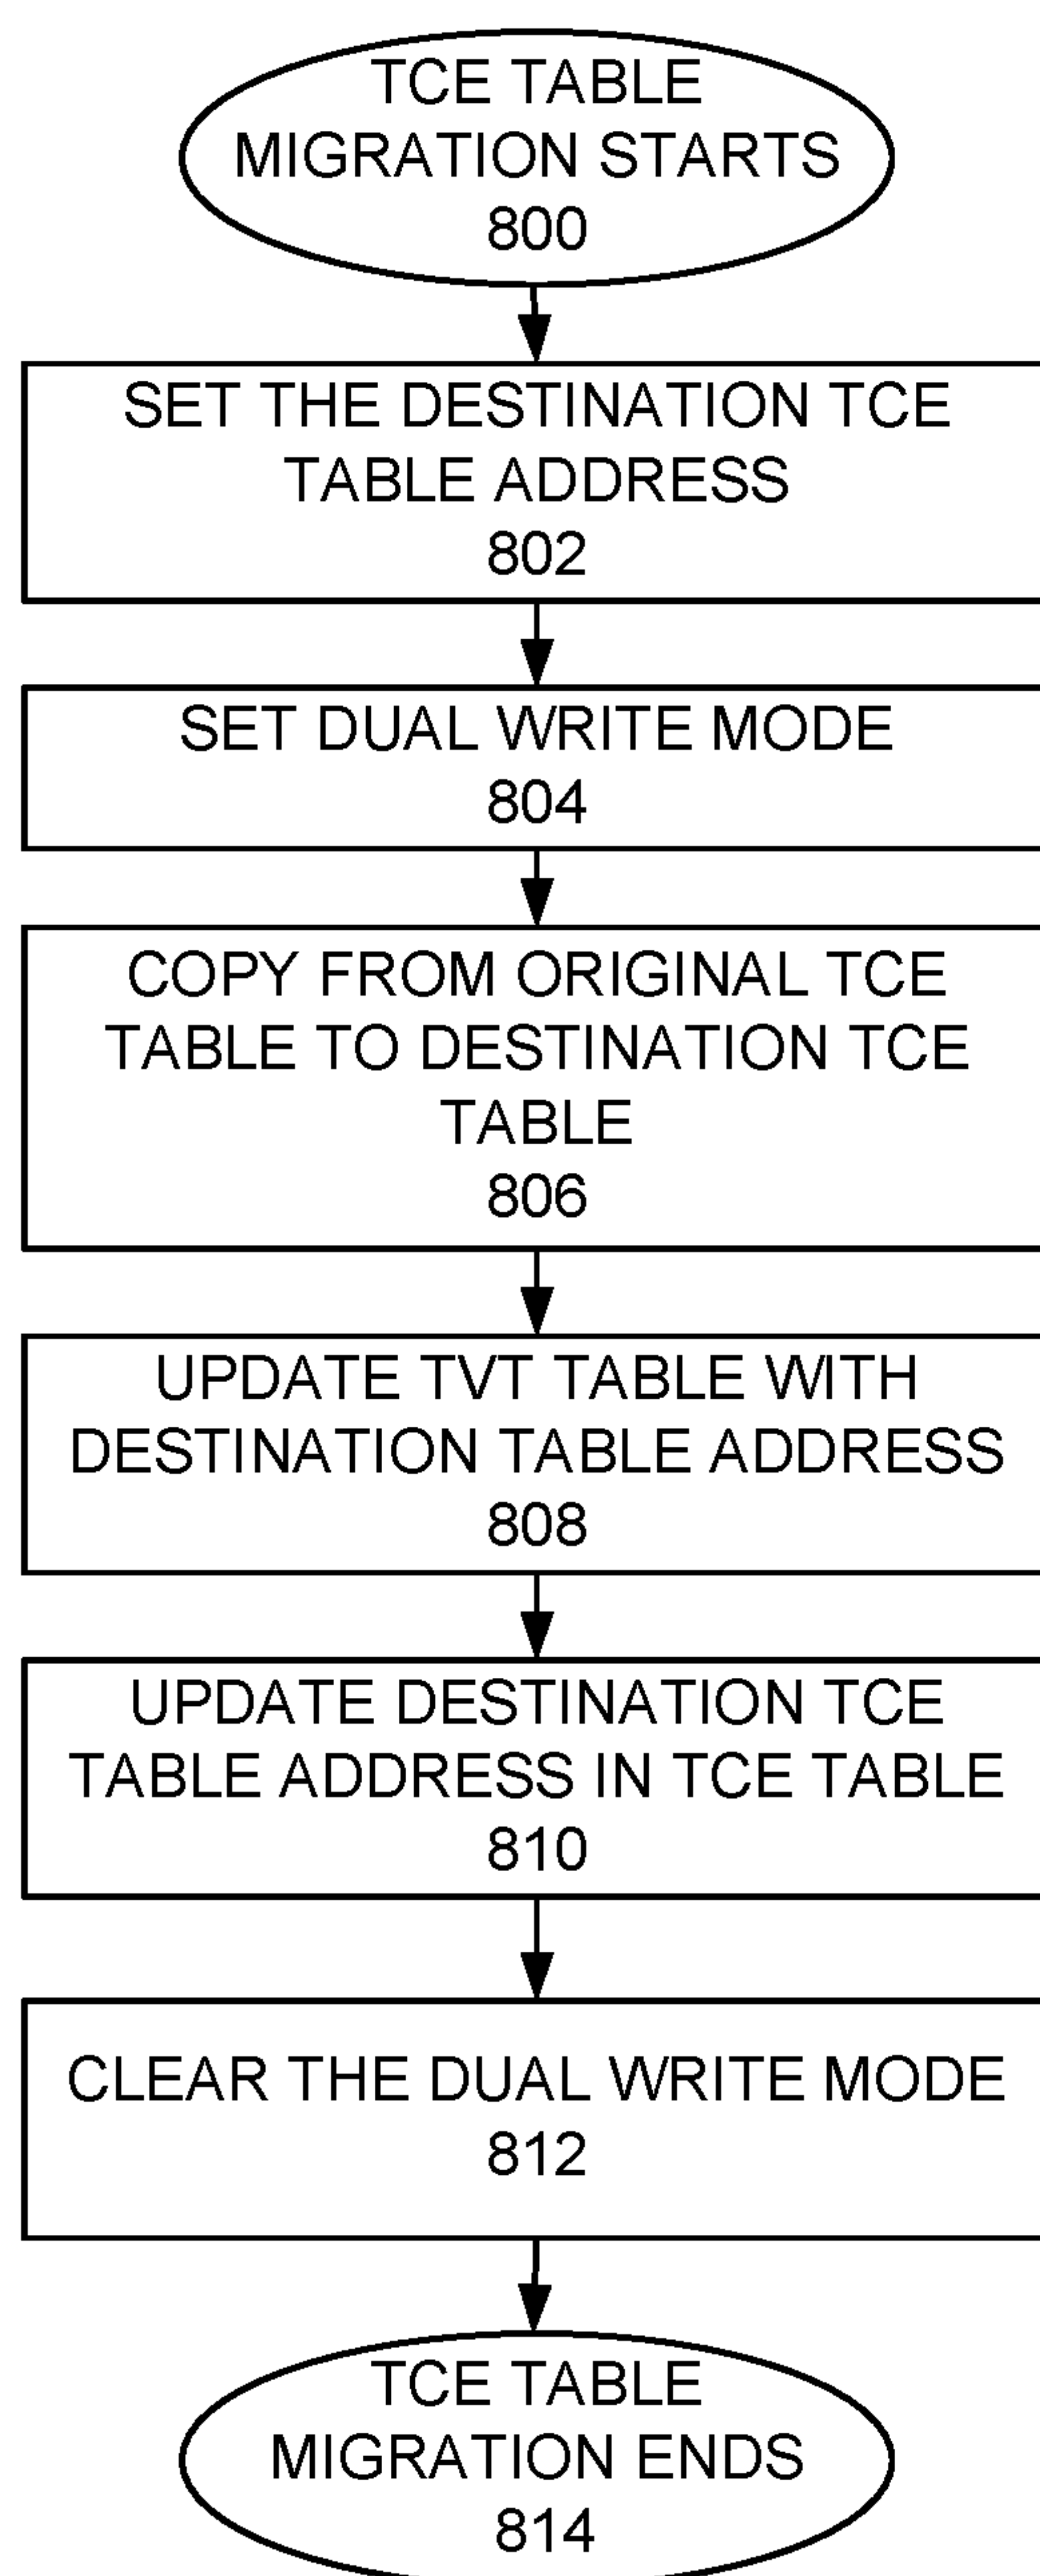 TCE TABLE
MIGRATION STARTS
800
SET THE DESTINATION TCE
TABLE ADDRESS
802
SET DUAL WRITE MODE
804
COPY FROM ORIGINAL TCE
TABLE TO DESTINATION TCE
TABLE
806
UPDATE TVT TABLE WITH
DESTINATION TABLE ADDRESS
808
UPDATE DESTINATION TCE
TABLE ADDRESS IN TCE TABLE
810
CLEAR THE DUAL WRITE MODE
812
TCE TABLE
MIGRATION ENDS
814